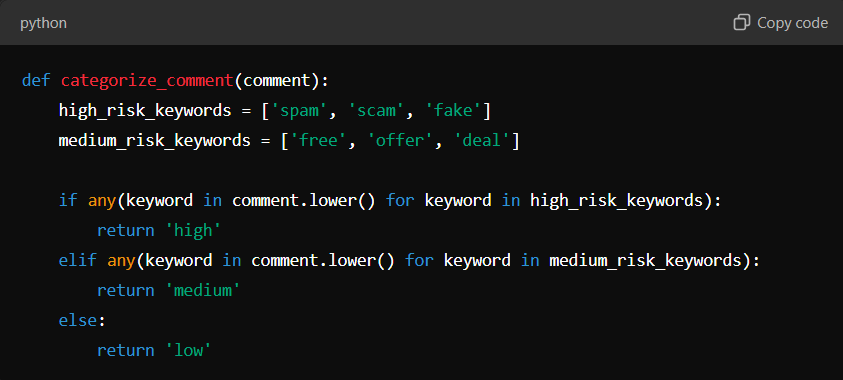 python
Copy code
def categorize_comment(comment):
    high_risk_keywords = ['spam', 'scam', 'fake']
    medium_risk_keywords = ['free', 'offer', 'deal']

    if any(keyword in comment.lower() for keyword in high_risk_keywords):
        return 'high'
    elif any(keyword in comment.lower() for keyword in medium_risk_keywords):
        return 'medium'
    else:
        return 'low'